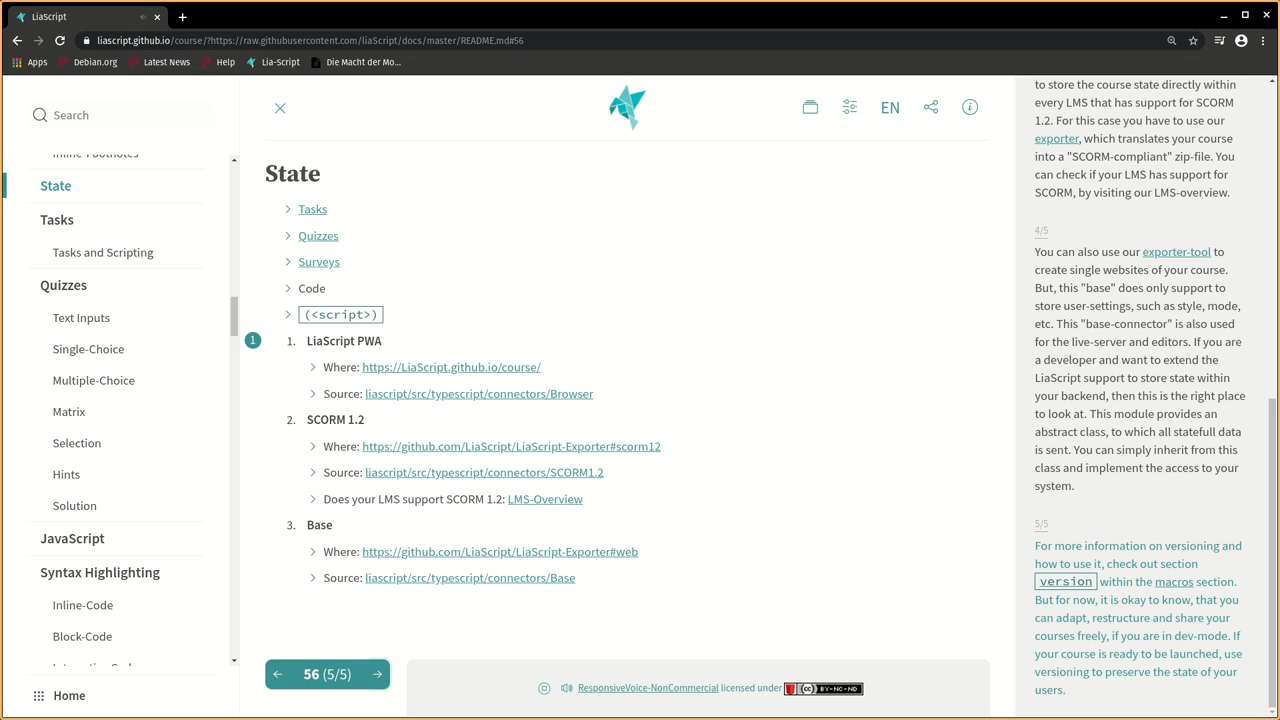 LiaScript
liascript.github.io/course/?https://raw.githubusercontent.com/liaScript/docs/master/README.md#56
Apps Debian.org Latest News Help Lia-Script Die Macht der Mo...
Search
Inline-Footnotes
State
Tasks
Tasks and Scripting
Quizzes
Text Inputs
Single-Choice
Multiple-Choice
Matrix
Selection
Hints
Solution
JavaScript
Syntax Highlighting
Inline-Code
Block-Code
Home
EN
State
Tasks
Quizzes
Surveys
Code
(<script>)
1
1. LiaScript PWA
Where: https://LiaScript.github.io/course/
Source: liascript/src/typescript/connectors/Browser
2. SCORM 1.2
Where: https://github.com/LiaScript/LiaScript-Exporter#scorm12
Source: liascript/src/typescript/connectors/SCORM1.2
Does your LMS support SCORM 1.2: LMS-Overview
3. Base
Where: https://github.com/LiaScript/LiaScript-Exporter#web
Source: liascript/src/typescript/connectors/Base
56 (5/5)
ResponsiveVoice-NonCommercial licensed under
CC BY-NC-ND
to store the course state directly within
every LMS that has support for SCORM
1.2. For this case you have to use our
exporter, which translates your course
into a "SCORM-compliant" zip-file. You
can check if your LMS has support for
SCORM, by visiting our LMS-overview.
4/5
You can also use our exporter-tool to
create single websites of your course.
But, this "base" does only support to
store user-settings, such as style, mode,
etc. This "base-connector" is also used
for the live-server and editors. If you are
a developer and want to extend the
LiaScript support to store state within
your backend, then this is the right place
to look at. This module provides an
abstract class, to which all statefull data
is sent. You can simply inherit from this
class and implement the access to your
system.
5/5
For more information on versioning and
how to use it, check out section
version within the macros section.
But for now, it is okay to know, that you
can adapt, restructure and share your
courses freely, if you are in dev-mode. If
your course is ready to be launched, use
versioning to preserve the state of your
users.